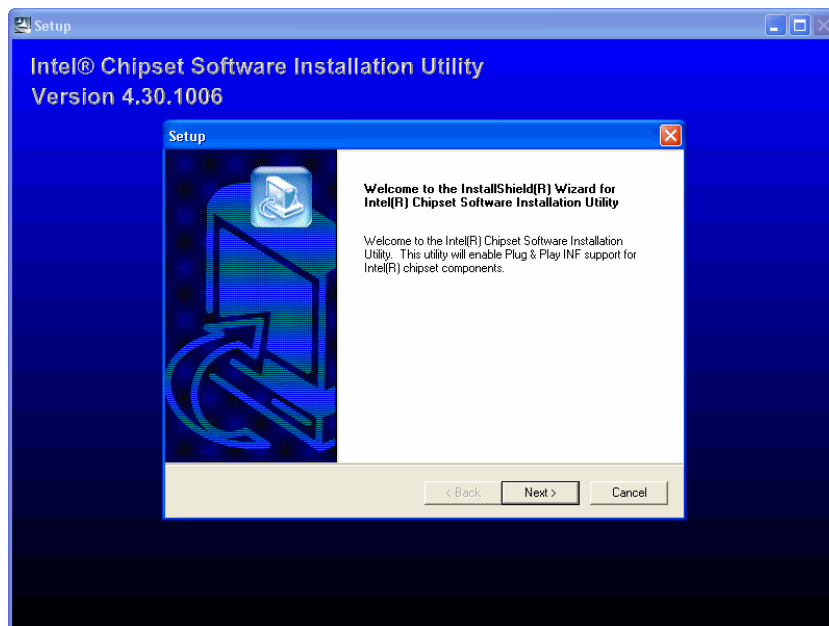 Setup
Intel® Chipset Software Installation Utility
Version 4.30.1006
Setup
Welcome to the InstallShield(R) Wizard for
Intel(R) Chipset Software Installation Utility
Welcome to the Intel(R) Chipset Software Installation
Utility. This utility will enable Plug & Play INF support for
Intel(R) chipset components.
< Back Next > Cancel